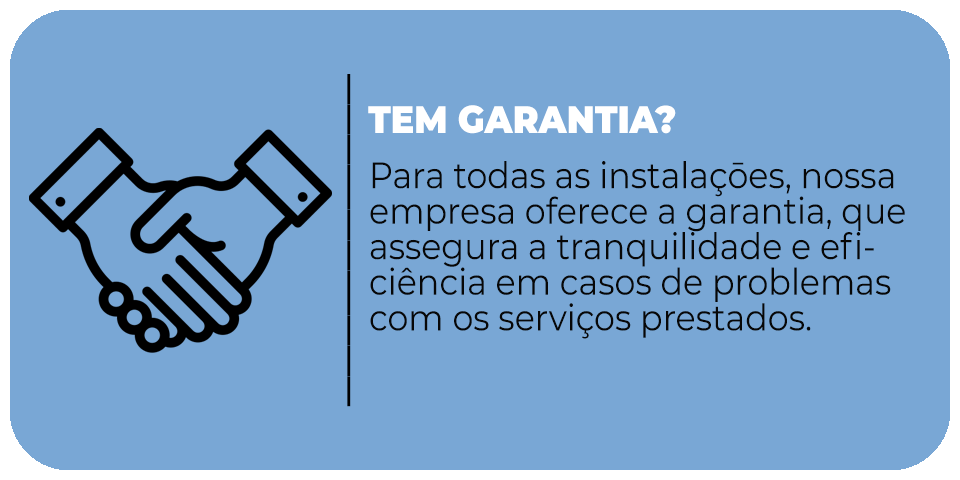 TEM GARANTIA?
Para todas as instalações, nossa
empresa oferece a garantia, que
assegura a tranquilidade e efi-
ciência em casos de problemas
com os serviços prestados.